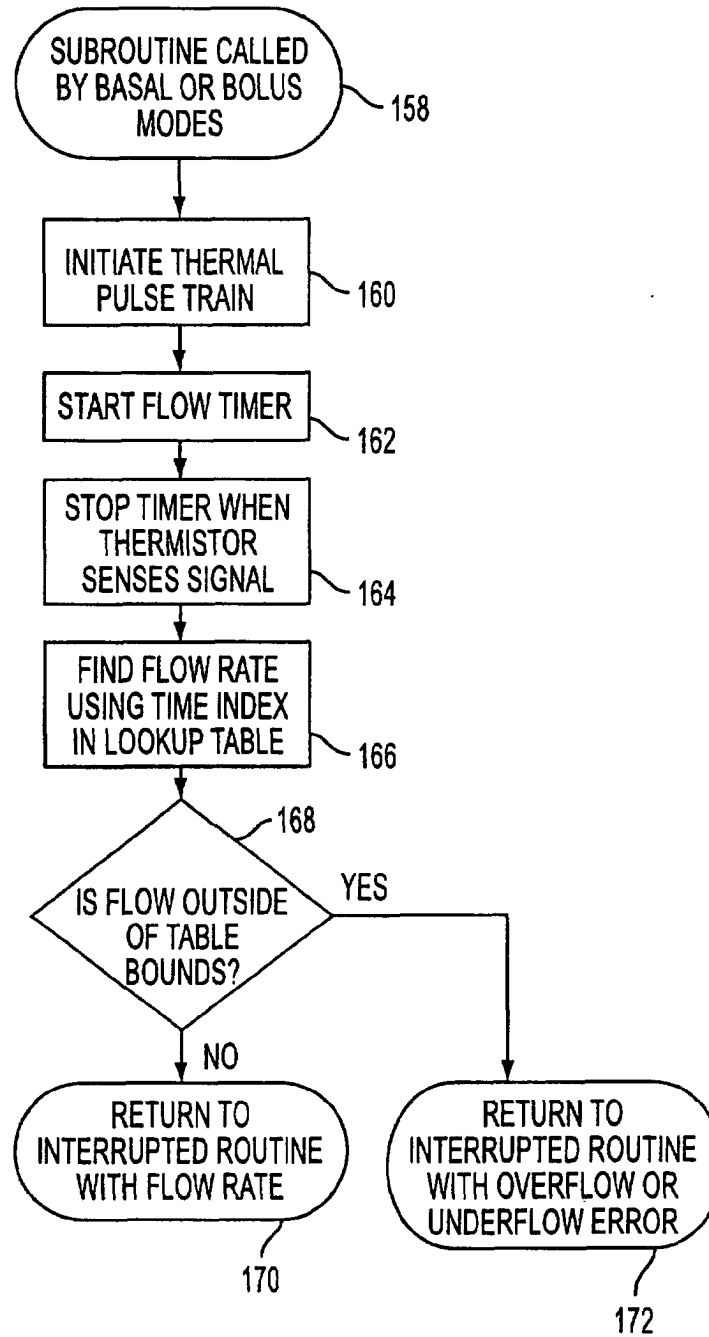 SUBROUTINE CALLED
BY BASAL OR BOLUS
MODES
158
INITIATE THERMAL
PULSE TRAIN
160
START FLOW TIMER
162
STOP TIMER WHEN
THERMISTOR
SENSES SIGNAL
164
FIND FLOW RATE
USING TIME INDEX
IN LOOKUP TABLE
166
168
IS FLOW OUTSIDE
OF TABLE
BOUNDS?
YES
NO
RETURN TO
INTERRUPTED ROUTINE
WITH FLOW RATE
170
RETURN TO
INTERRUPTED ROUTINE
WITH OVERFLOW OR
UNDERFLOW ERROR
172